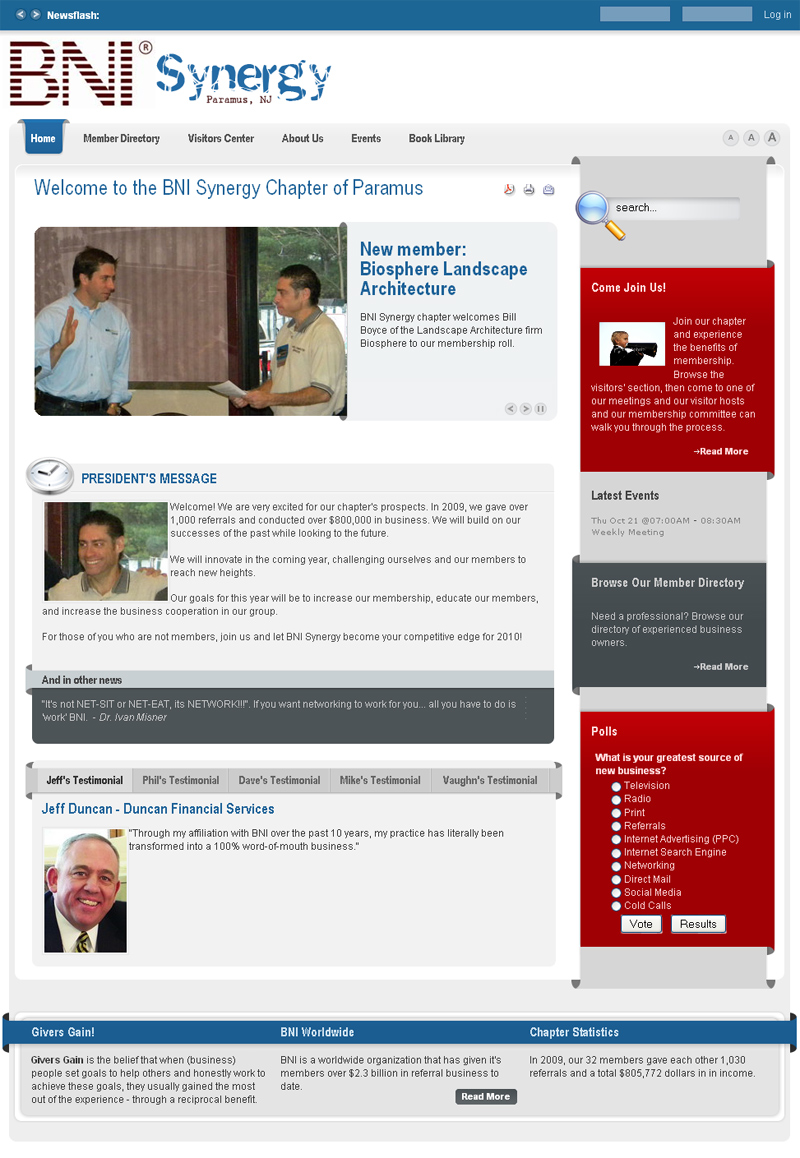 Newsflash:
Log in
BNI®
Synergy
Paramus, NJ
Home
Member Directory
Visitors Center
About Us
Events
Book Library
A
A
A
Welcome to the BNI Synergy Chapter of Paramus
New member:
Biosphere Landscape
Architecture
BNI Synergy chapter welcomes Bill
Boyce of the Landscape Architecture firm
Biosphere to our membership roll.
search...
Come Join Us!
Join our chapter
and experience
the benefits of
membership.
Browse the
visitors' section, then come to one of
our meetings and our visitor hosts
and our membership committee can
walk you through the process.
→Read More
PRESIDENT'S MESSAGE
Welcome! We are very excited for our chapter's prospects. In 2009, we gave over
1,000 referrals and conducted over $800,000 in business. We will build on our
successes of the past while looking to the future.
We will innovate in the coming year, challenging ourselves and our members to
reach new heights.
Our goals for this year will be to increase our membership, educate our members,
and increase the business cooperation in our group.
For those of you who are not members, join us and let BNI Synergy become your competitive edge for 2010!
Latest Events
Thu Oct 21 @07:00AM - 08:30AM
Weekly Meeting
Browse Our Member Directory
Need a professional? Browse our
directory of experienced business
owners.
→Read More
And in other news
"It's not NET-SIT or NET-EAT, its NETWORK!!!". If you want networking to work for you... all you have to do is
'work' BNI. - Dr. Ivan Misner
Polls
What is your greatest source of
new business?
Television
Radio
Print
Referrals
Internet Advertising (PPC)
Internet Search Engine
Networking
Direct Mail
Social Media
Cold Calls
Vote
Results
Jeff's Testimonial
Phil's Testimonial
Dave's Testimonial
Mike's Testimonial
Vaughn's Testimonial
Jeff Duncan - Duncan Financial Services
"Through my affiliation with BNI over the past 10 years, my practice has literally been
transformed into a 100% word-of-mouth business."
Givers Gain!
Givers Gain is the belief that when (business)
people set goals to help others and honestly work to
achieve these goals, they usually gained the most
out of the experience - through a reciprocal benefit.
BNI Worldwide
BNI is a worldwide organization that has given it's
members over $2.3 billion in referral business to
date.
Read More
Chapter Statistics
In 2009, our 32 members gave each other 1,030
referrals and a total $805,772 dollars in in income.